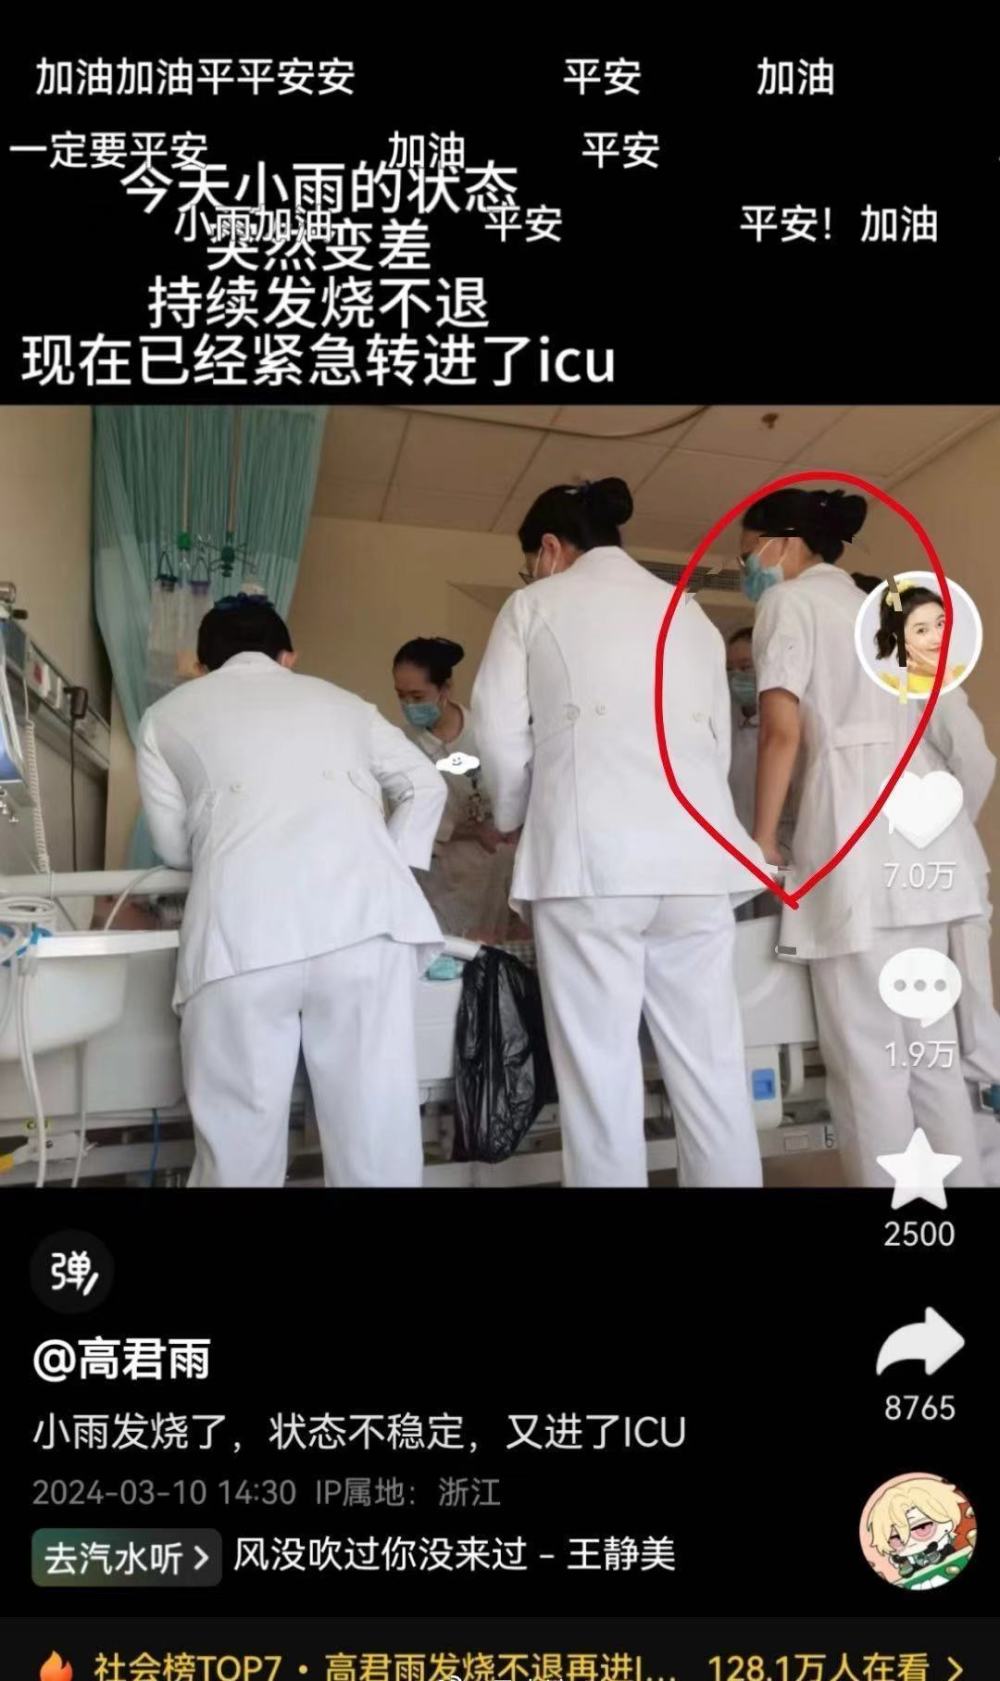 加油加油平平安安 平安 加油
一定要平安 加油 平安
今天小雨的状态
小雨加油 平安 平安！加油
突然变差
持续发烧不退
现在已经紧急转进了icu
7.0万
1.9万
2500
弹
@高君雨
8765
小雨发烧了，状态不稳定，又进了ICU
2024-03-10 14:30 IP属地：浙江
去汽水听 > 风没吹过你没来过 - 王静美
社会榜TOP7·高君雨发烧不退再进I... 128.1万人在看 >